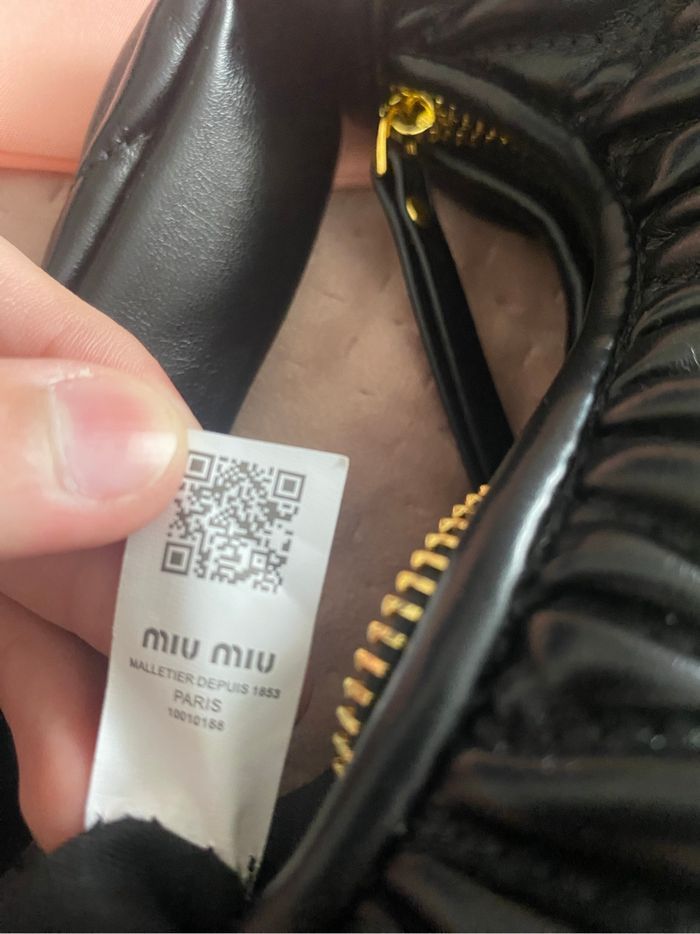 miu miu
MALLETIER.DEPUIS 1853
PARIS
10010188